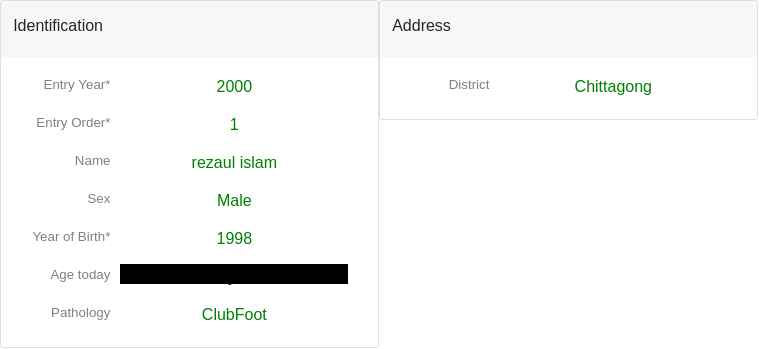 Identification
Entry Year* 2000
Entry Order* 1
Name rezaul islam
Sex Male
Year of Birth* 1998
Age today
Pathology ClubFoot
Address
District Chittagong